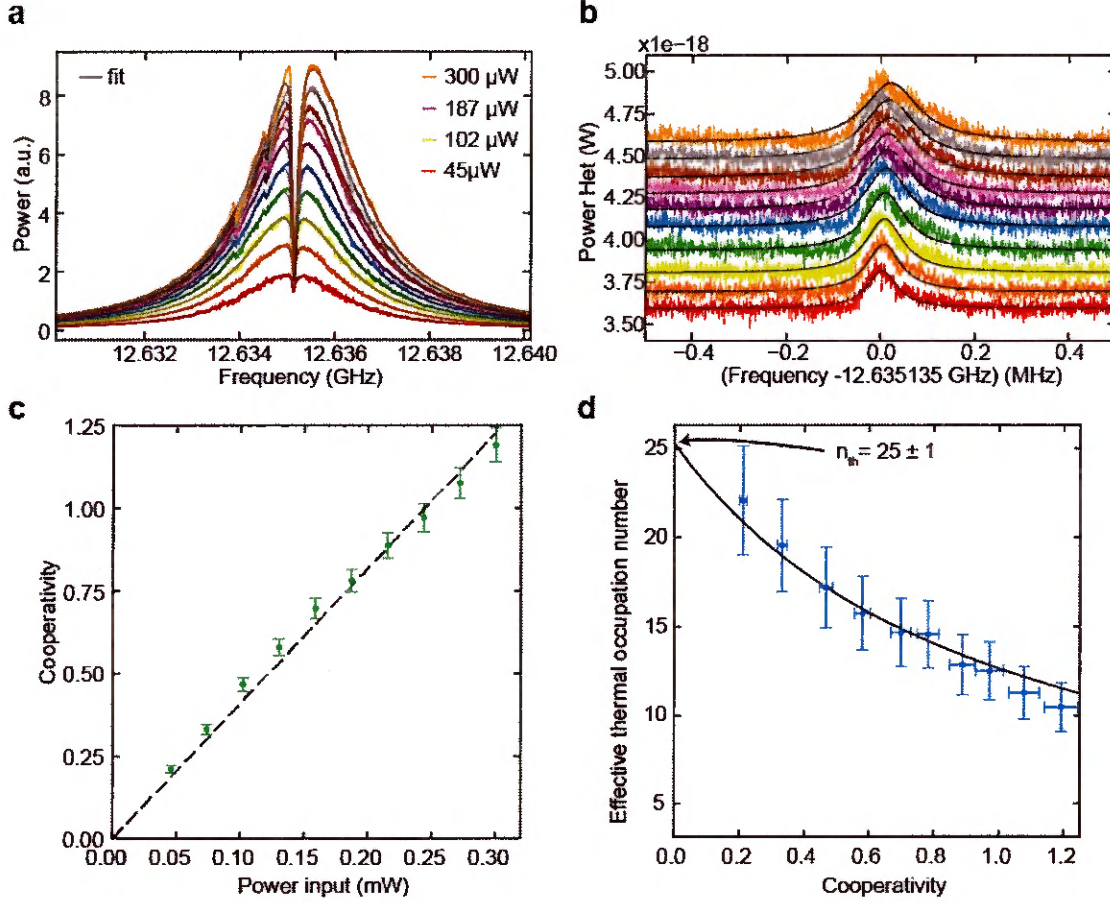 a
fit
300 µW
187 µW
102 µW
45µW
8
6
4
2
0
Power (a.u.)
12.632
12.634
12.636
12.638
12.640
Frequency (GHz)
b
x1e−18
5.00
4.75
4.50
4.25
4.00
3.75
3.50
Power Het (W)
−0.4
−0.2
0.0
0.2
0.4
(Frequency -12.635135 GHz) (MHz)
c
1.25
1.00
0.75
0.50
0.25
0.00
Cooperativity
0.00
0.05
0.10
0.15
0.20
0.25
0.30
Power input (mW)
d
25
20
15
10
5
Effective thermal occupation number
nth = 25 ± 1
0.0
0.2
0.4
0.6
0.8
1.0
1.2
Cooperativity